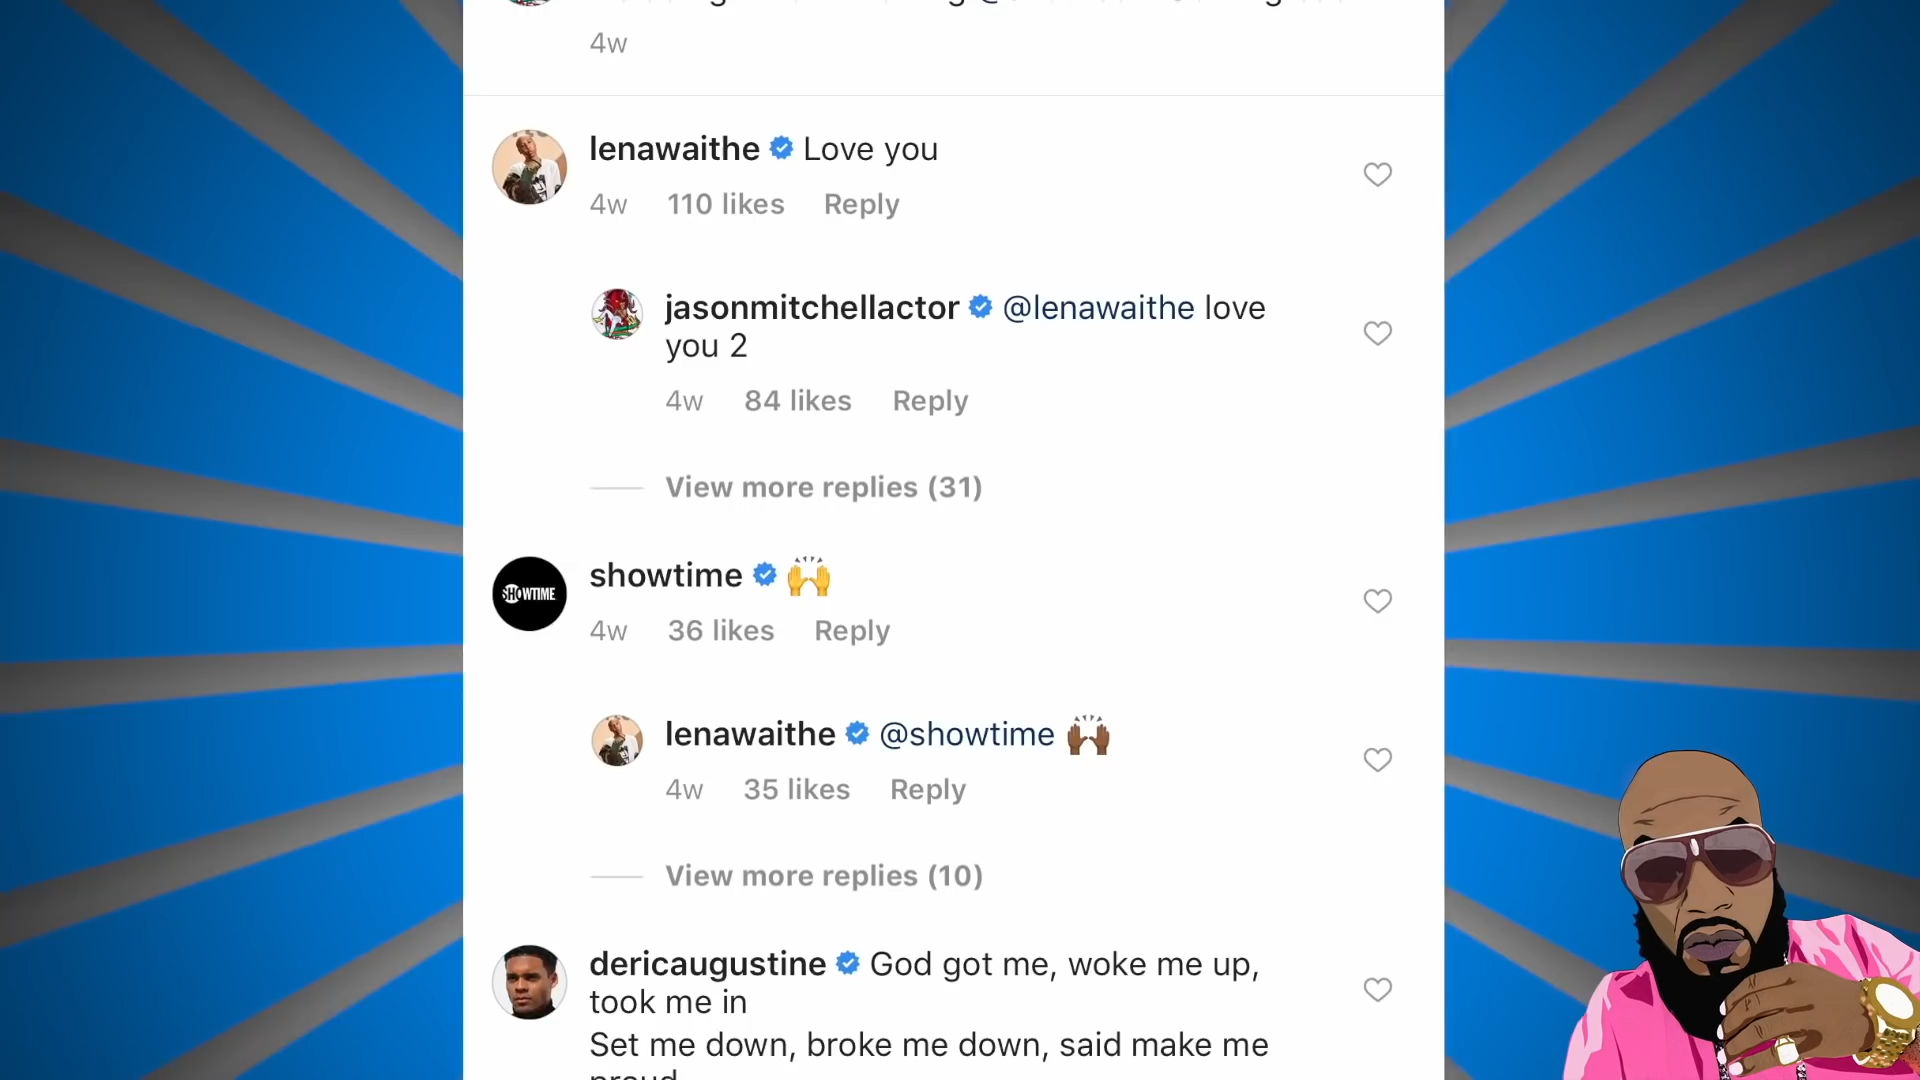 4w
lenawaithe Love you
4w 110 likes Reply
jasonmitchellactor @lenawaithe love
you 2
4w 84 likes Reply
View more replies (31)
showtime 🙌
SHOWTIME
4w 36 likes Reply
lenawaithe @showtime 🙌🏾
4w 35 likes Reply
View more replies (10)
dericaugustine God got me, woke me up,
took me in
Set me down, broke me down, said make me